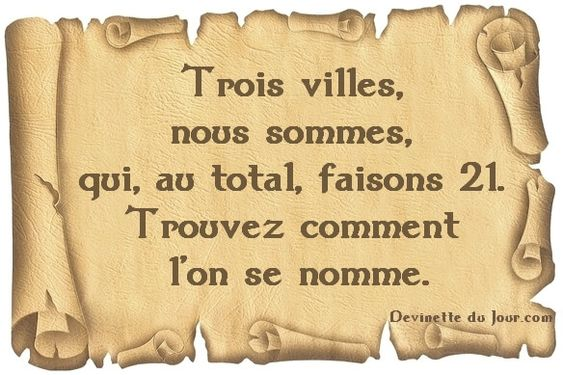 Trois villes,
nous sommes,
qui, au total, faisons 21.
Trouvez comment
l'on se nomme.
Devinette du Jour.com